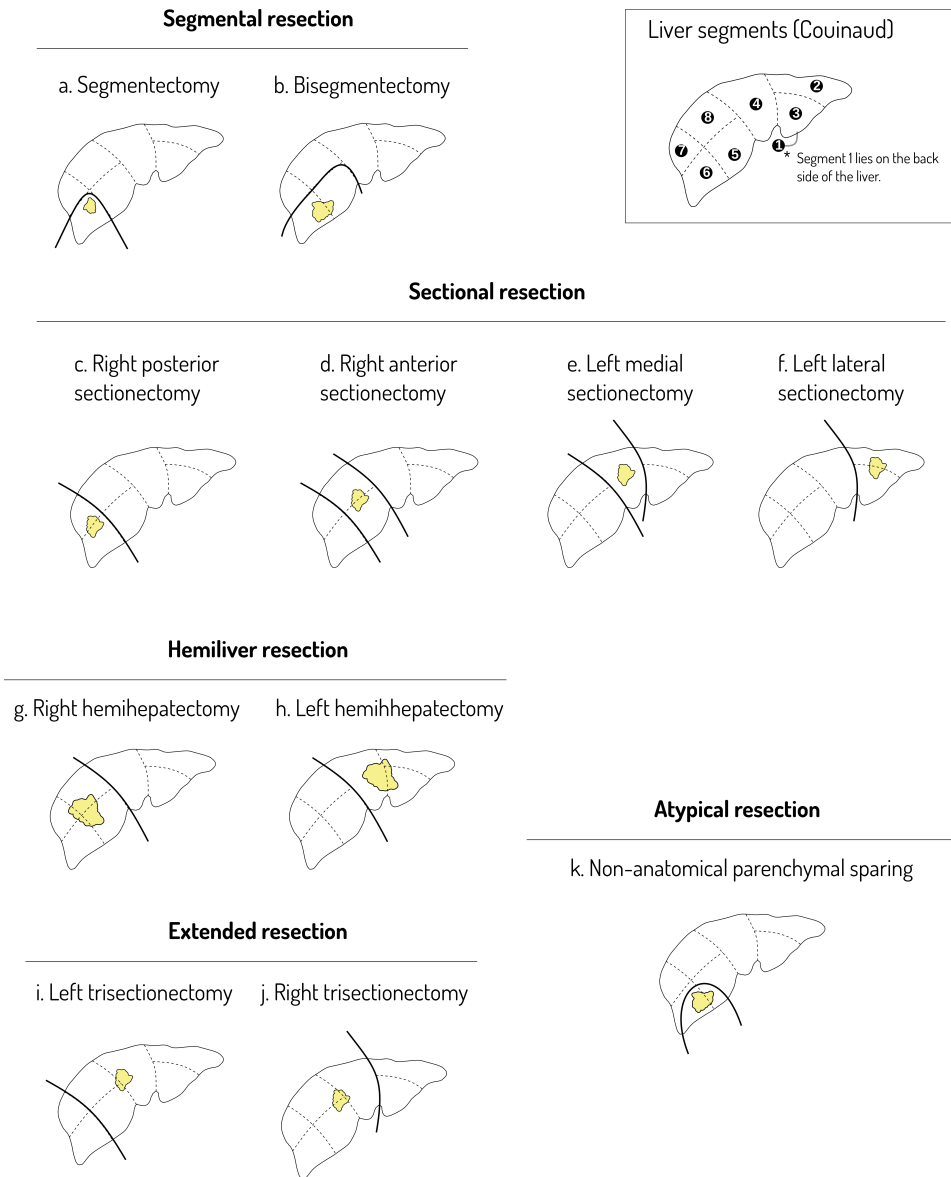 Segmental resection
a. Segmentectomy
b. Bisegmentectomy
Liver segments (Couinaud)
2
4
3
8
1
7
5
6
* Segment 1 lies on the back
side of the liver.
Sectional resection
c. Right posterior
sectionectomy
d. Right anterior
sectionectomy
e. Left medial
sectionectomy
f. Left lateral
sectionectomy
Hemiliver resection
g. Right hemihepatectomy
h. Left hemihhepatectomy
Atypical resection
k. Non-anatomical parenchymal sparing
Extended resection
i. Left trisectionectomy
j. Right trisectionectomy